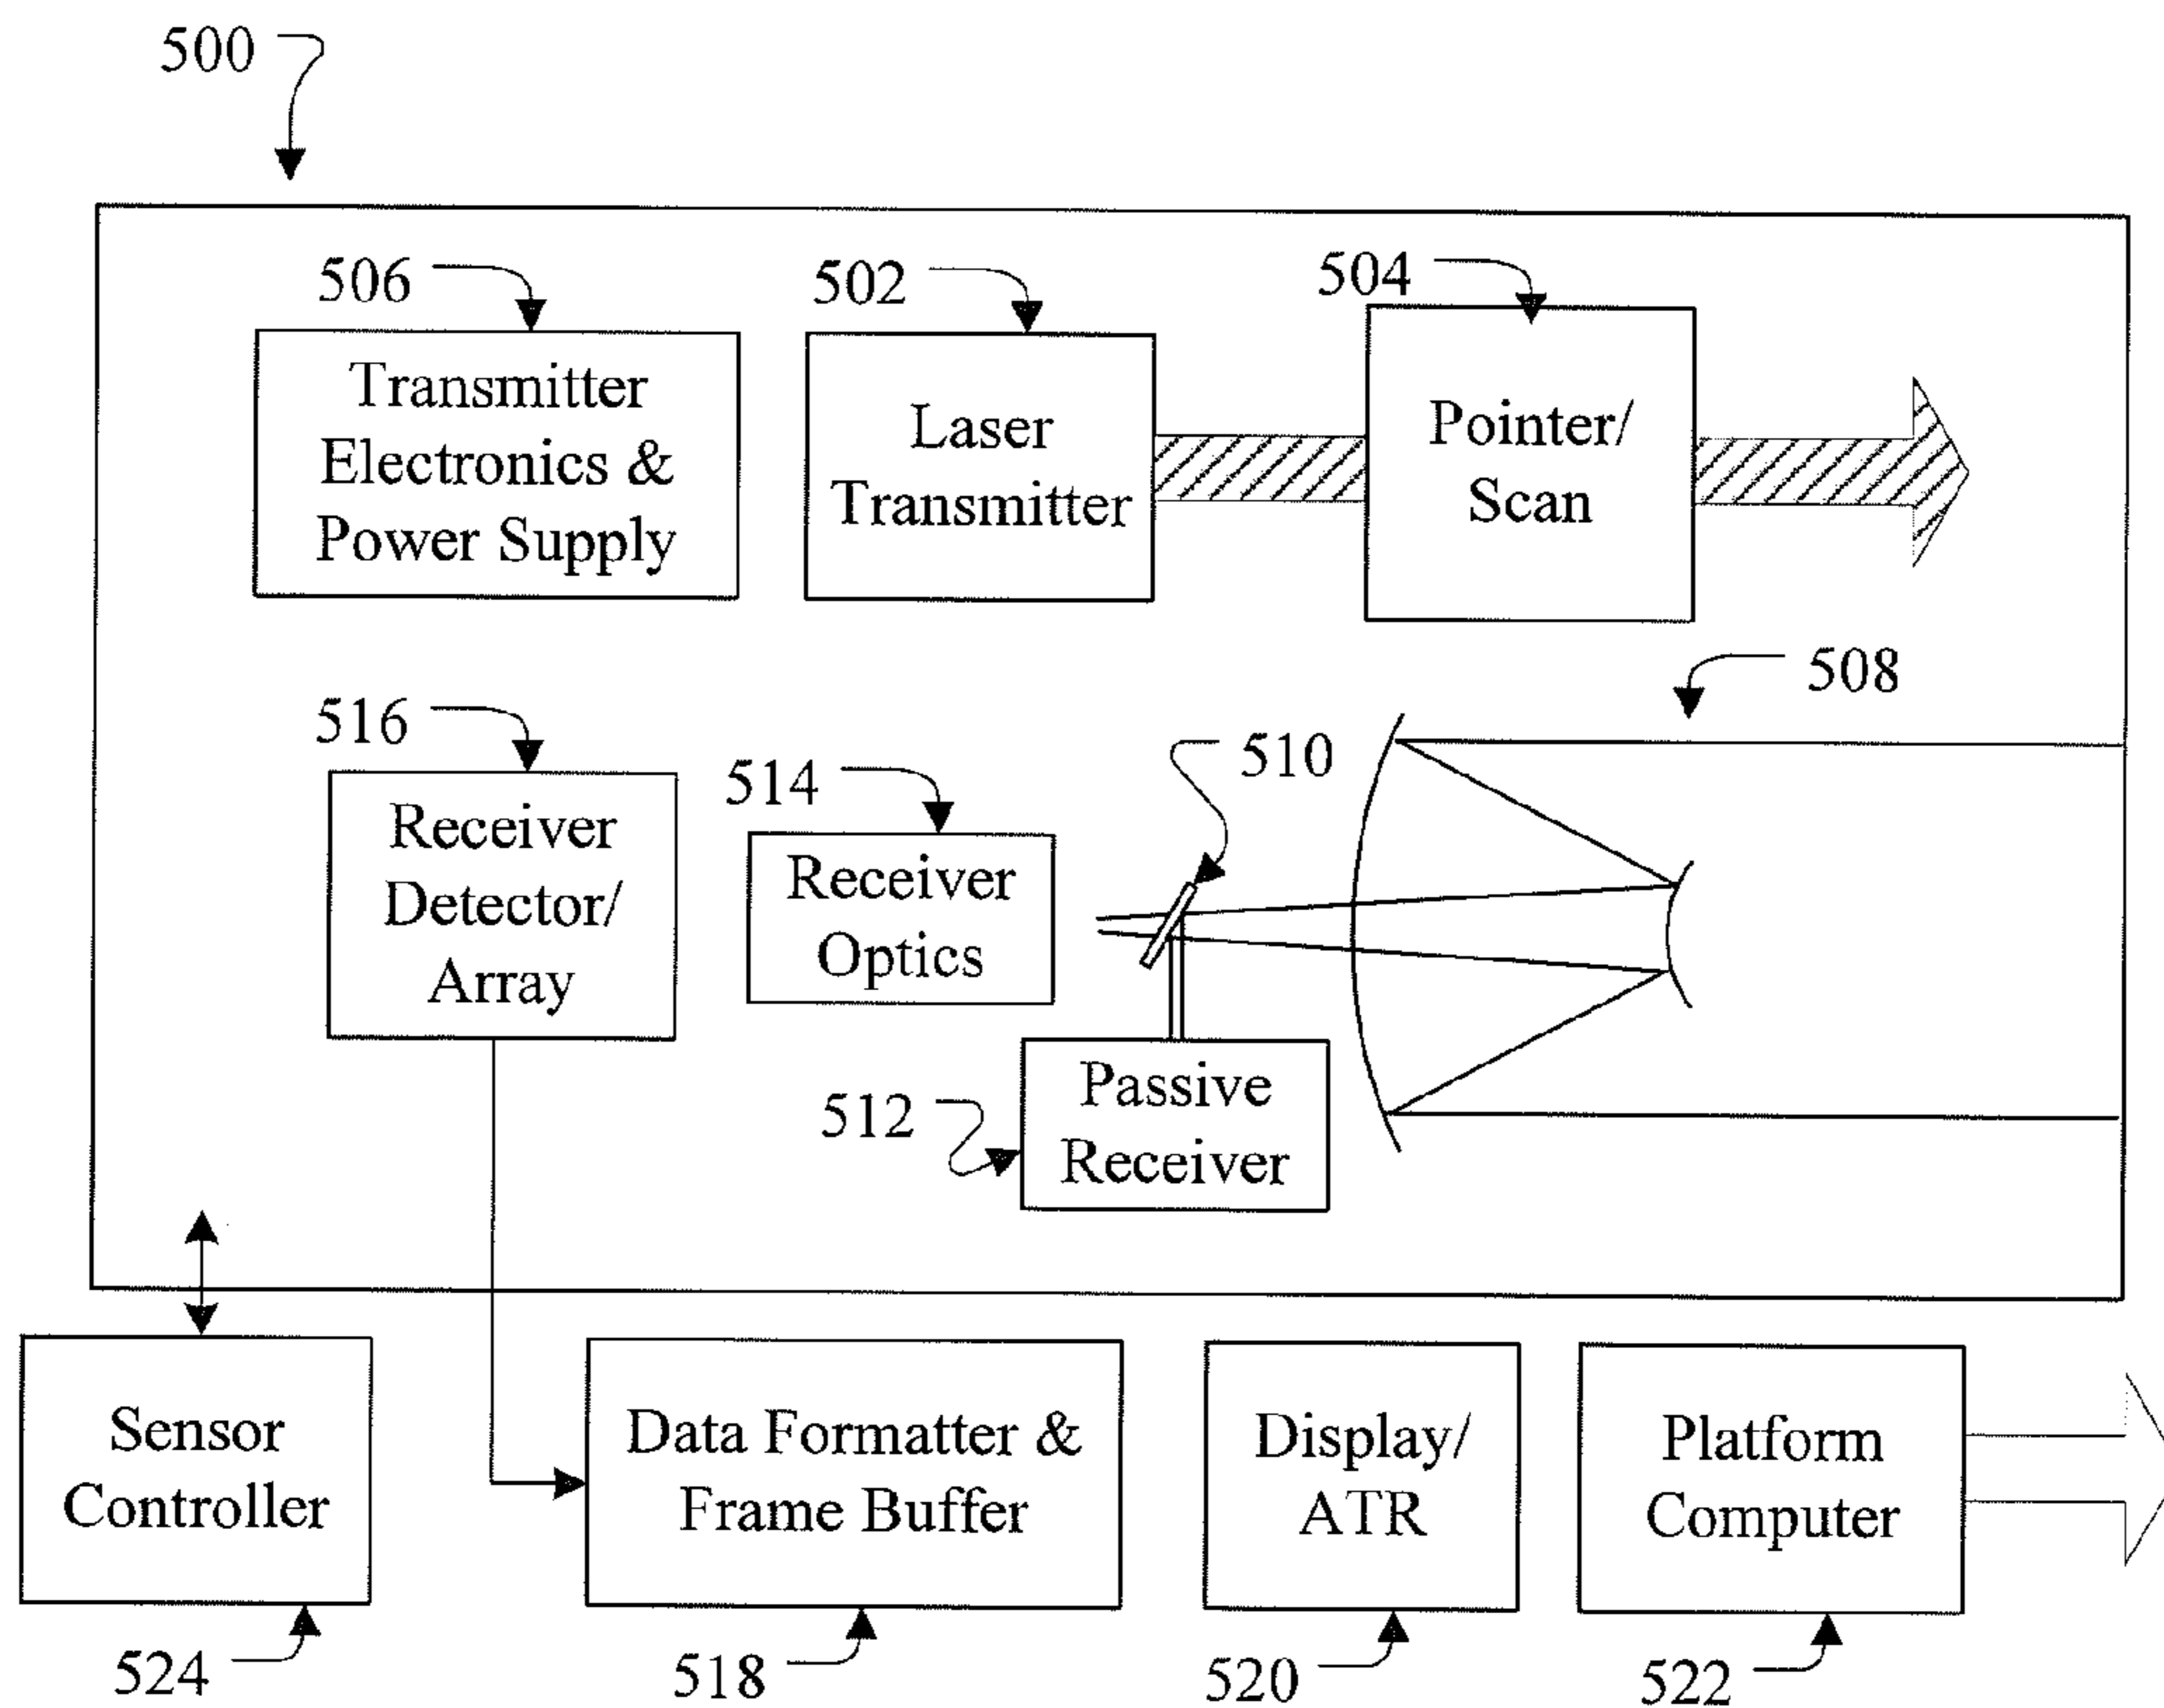 500
506
502
504
Transmitter
Electronics &
Power Supply
Laser
Transmitter
Pointer/
Scan
508
516
514
510
Receiver
Detector/
Array
Receiver
Optics
512
Passive
Receiver
Sensor
Controller
Data Formatter &
Frame Buffer
Display/
ATR
Platform
Computer
524
518
520
522